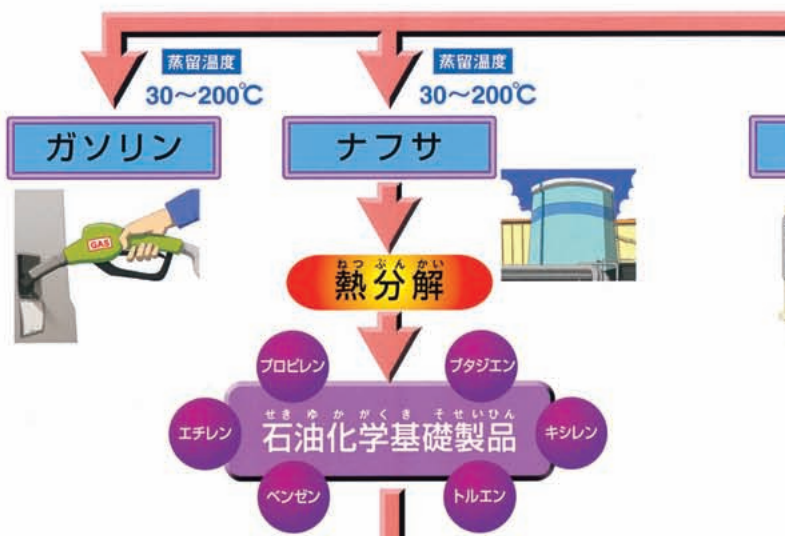 蒸留温度
30~200℃
蒸留温度
30~200℃
ガソリン
ナフサ
GAS
ねつぶんかい
熱分解
プロピレン
ブタジエン
せきゆかがくきそせいひん
エチレン
石油化学基礎製品
キシレン
ベンゼン
トルエン